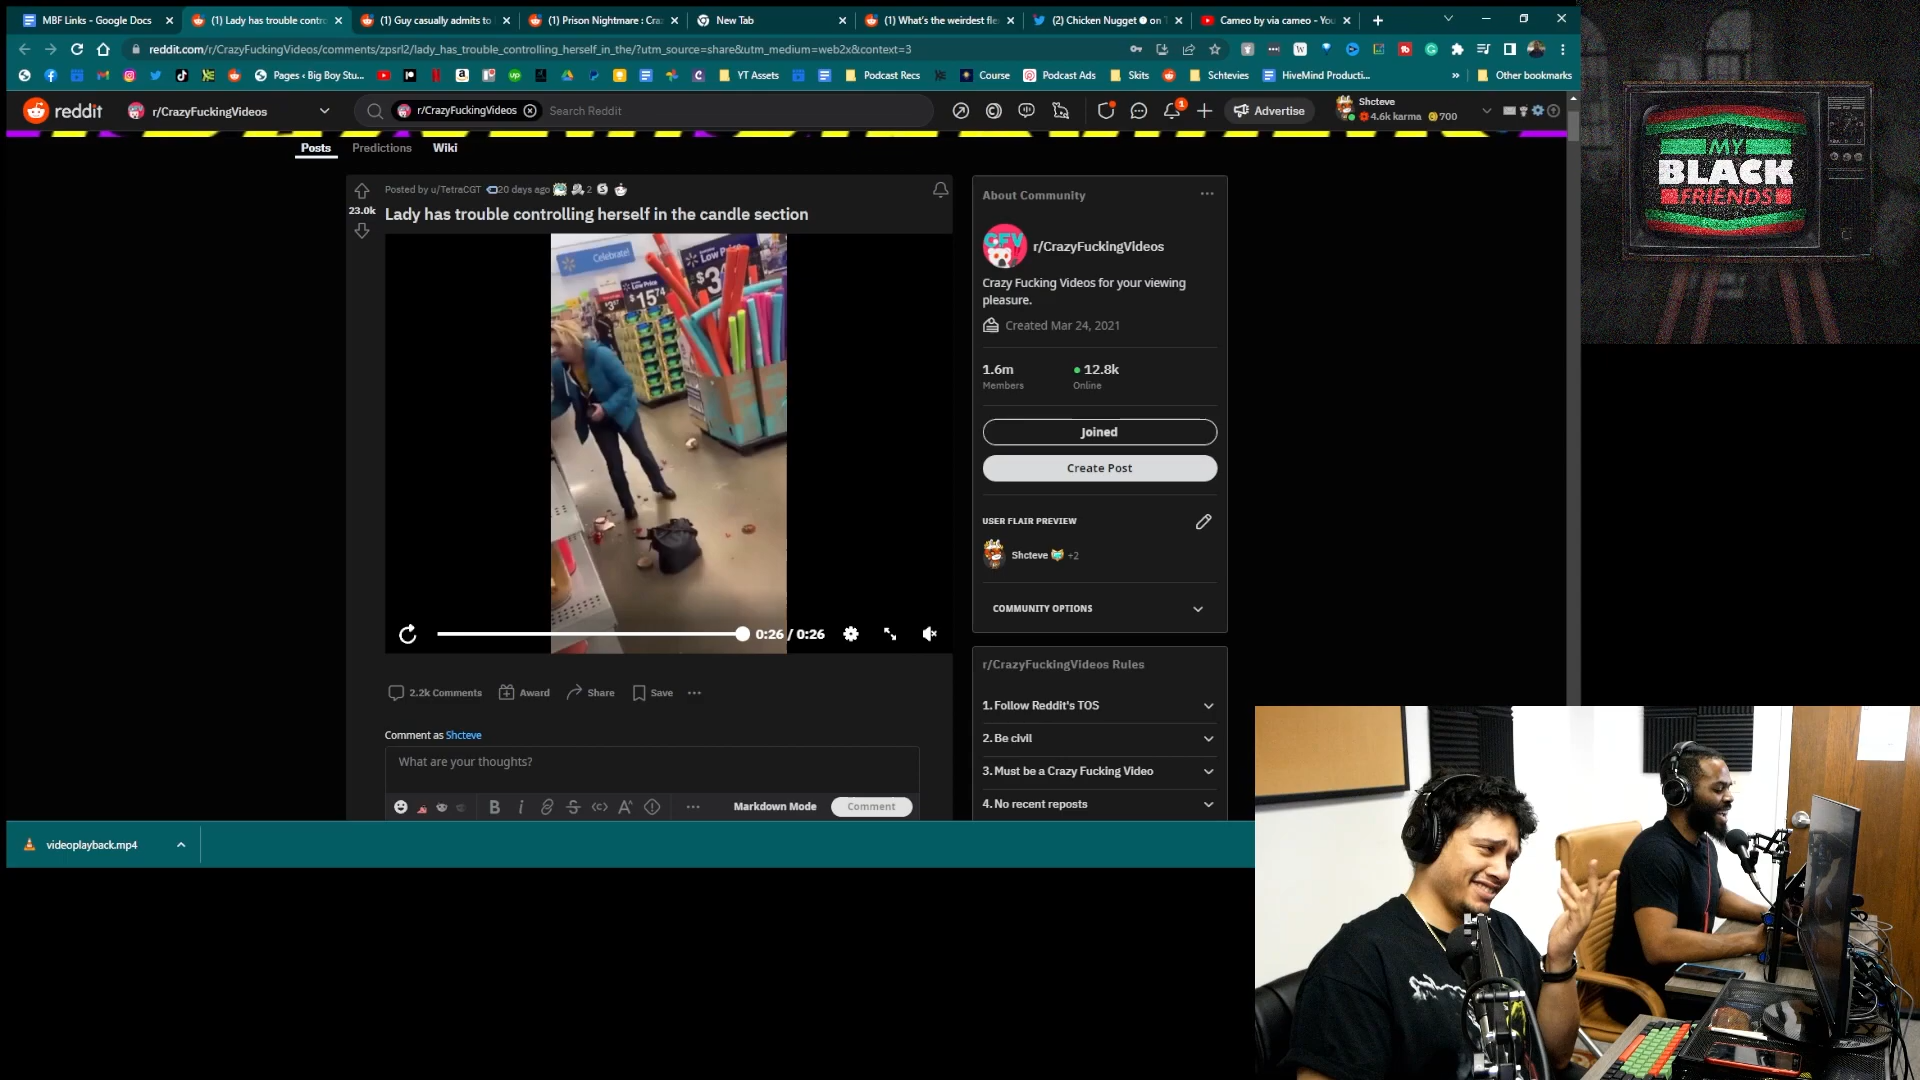 MBF Links - Google Docs
(1) Lady has trouble contro
(1) Guy casually admits to
(1) Prison Nightmare : Cra
New Tab
(1) What's the weirdest fle
(2) Chicken Nugget
Cameo by via cameo - You
reddit.com/r/CrazyFuckingVideos/comments/zpsrl2/lady_has_trouble_controlling_herself_in_the/?utm_source=share&utm_medium=web2x&context=3
Pages ‹ Big Boy Stu...
YT Assets
Podcast Recs
Course
Podcast Ads
Skits
Schtevies
HiveMind Producti...
»
Other bookmarks
reddit
r/CrazyFuckingVideos
r/CrazyFuckingVideos
Search Reddit
1
Advertise
Shcteve
4.6k karma
700
Posts
Predictions
Wiki
Posted by u/TetraCGT
20 days ago
2
23.0k
Lady has trouble controlling herself in the candle section
Celebrate!
Low Price
$15
74
Low Price
$3
0:26 / 0:26
2.2k Comments
Award
Share
Save
Comment as Shcteve
What are your thoughts?
Markdown Mode
Comment
About Community
r/CrazyFuckingVideos
Crazy Fucking Videos for your viewing
pleasure.
Created Mar 24, 2021
1.6m
Members
12.8k
Online
Joined
Create Post
USER FLAIR PREVIEW
Shcteve
+2
COMMUNITY OPTIONS
r/CrazyFuckingVideos Rules
1. Follow Reddit's TOS
2. Be civil
3. Must be a Crazy Fucking Video
4. No recent reposts
videoplayback.mp4
MY
BLACK
FRIENDS